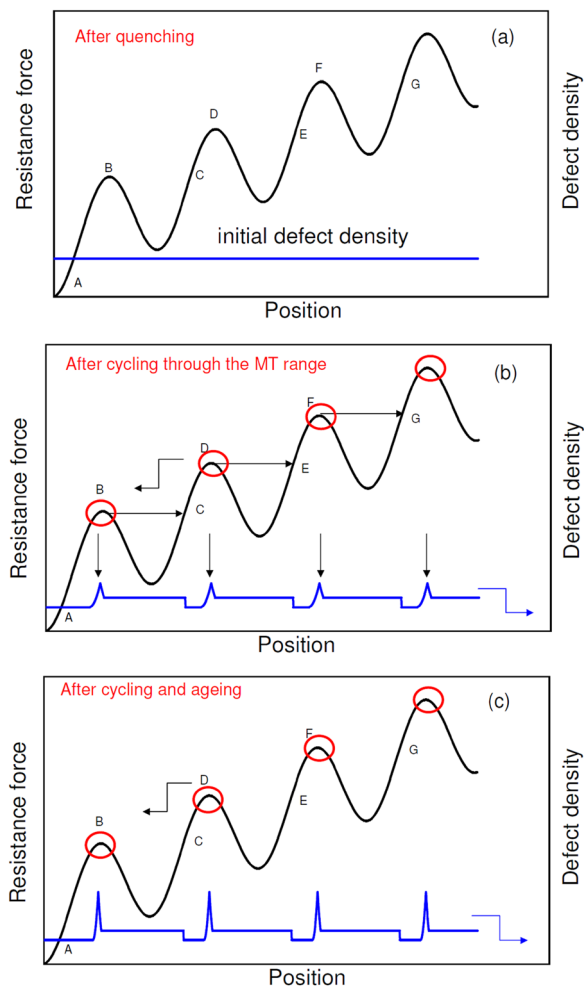 After quenching
(a)
Resistance force
Defect density
F
G
D
E
B
C
initial defect density
A
Position
After cycling through the MT range
(b)
Resistance force
Defect density
F
G
D
E
B
C
A
Position
After cycling and ageing
(c)
Resistance force
Defect density
F
G
D
E
B
C
A
Position